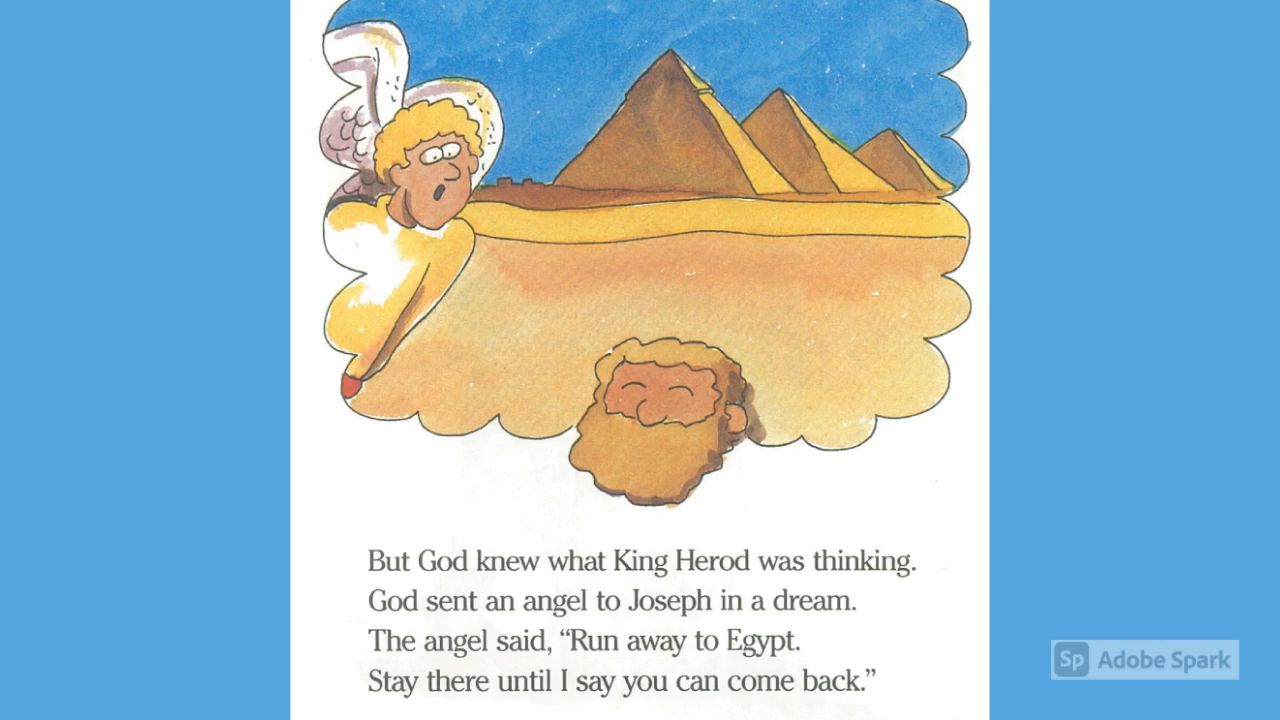 But God knew what King Herod was thinking.
God sent an angel to Joseph in a dream.
The angel said, “Run away to Egypt.
Stay there until I say you can come back.”
Sp Adobe Spark